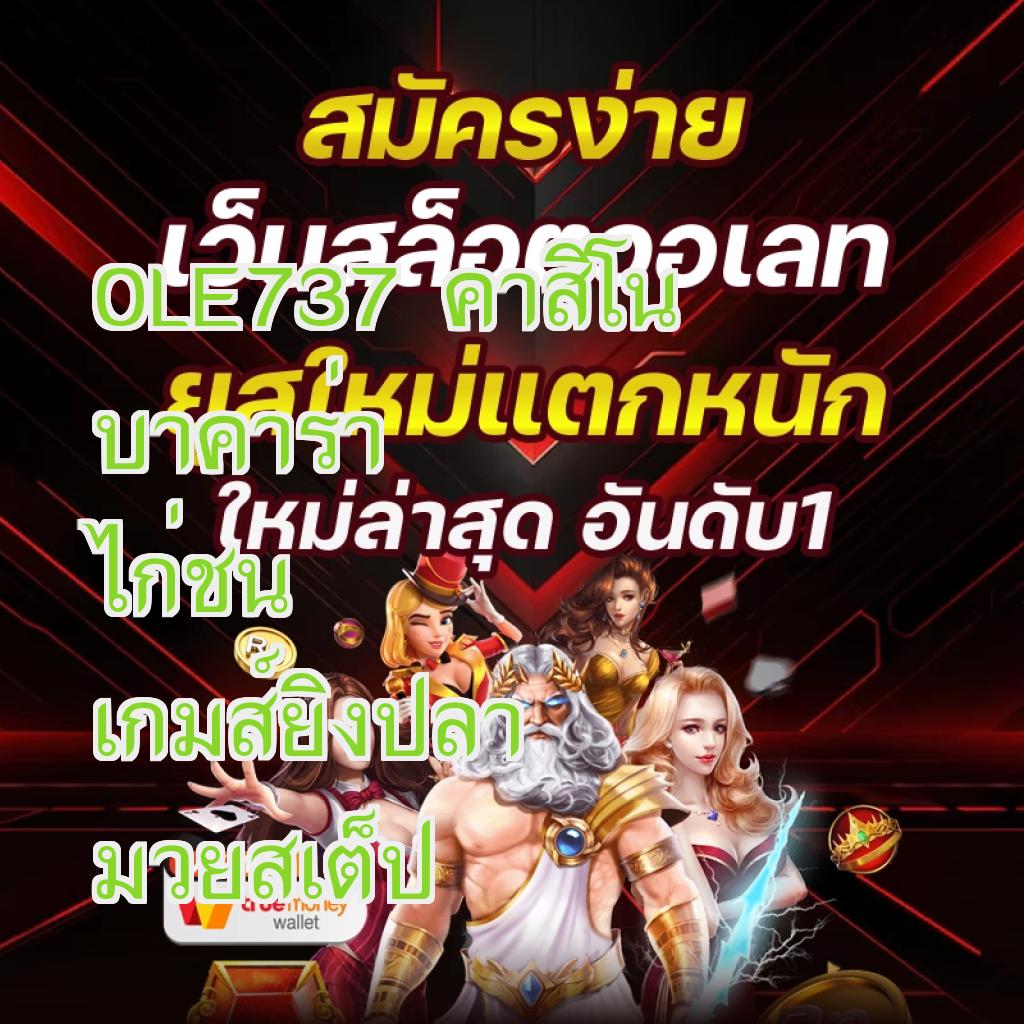 สมัครง่าย
เว็บสล็อตวอเลท
OLE737 คาสิโน
ยูสใหม่แตกหนัก
บาคาร่า
ใหม่ล่าสุด อันดับ1
ไก่ชน
เกมส์ยิงปลา
มวยสเต็ป
truemoney
wallet